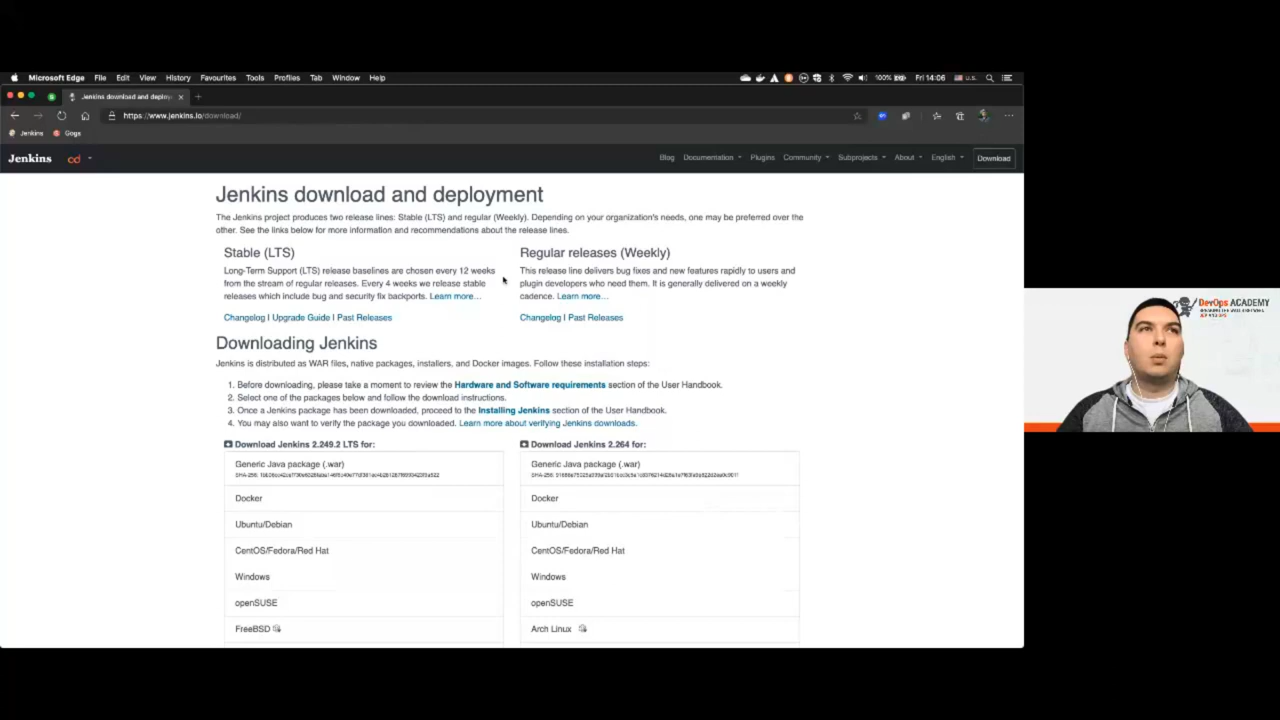 Microsoft Edge File Edit View History Favourites Tools Profiles Tab Window Help
100% Fri 14:06 U.S.
Jenkins download and deploy
https://www.jenkins.io/download/
Jenkins Gogs
Jenkins cd Blog Documentation Plugins Community Subprojects About English Download
Jenkins download and deployment
The Jenkins project produces two release lines: Stable (LTS) and regular (Weekly). Depending on your organization's needs, one may be preferred over the
other. See the links below for more information and recommendations about the release lines.
Stable (LTS)
Long-Term Support (LTS) release baselines are chosen every 12 weeks
from the stream of regular releases. Every 4 weeks we release stable
releases which include bug and security fix backports. Learn more…
Changelog | Upgrade Guide | Past Releases
Regular releases (Weekly)
This release line delivers bug fixes and new features rapidly to users and
plugin developers who need them. It is generally delivered on a weekly
cadence. Learn more…
Changelog | Past Releases
Downloading Jenkins
Jenkins is distributed as WAR files, native packages, installers, and Docker images. Follow these installation steps:
1. Before downloading, please take a moment to review the Hardware and Software requirements section of the User Handbook.
2. Select one of the packages below and follow the download instructions.
3. Once a Jenkins package has been downloaded, proceed to the Installing Jenkins section of the User Handbook.
4. You may also want to verify the package you downloaded. Learn more about verifying Jenkins downloads.
Download Jenkins 2.249.2 LTS for:
Generic Java package (.war)
SHA-256:
Docker
Ubuntu/Debian
CentOS/Fedora/Red Hat
Windows
openSUSE
FreeBSD
Download Jenkins 2.264 for:
Generic Java package (.war)
SHA-256:
Docker
Ubuntu/Debian
CentOS/Fedora/Red Hat
Windows
openSUSE
Arch Linux
DevOps ACADEMY